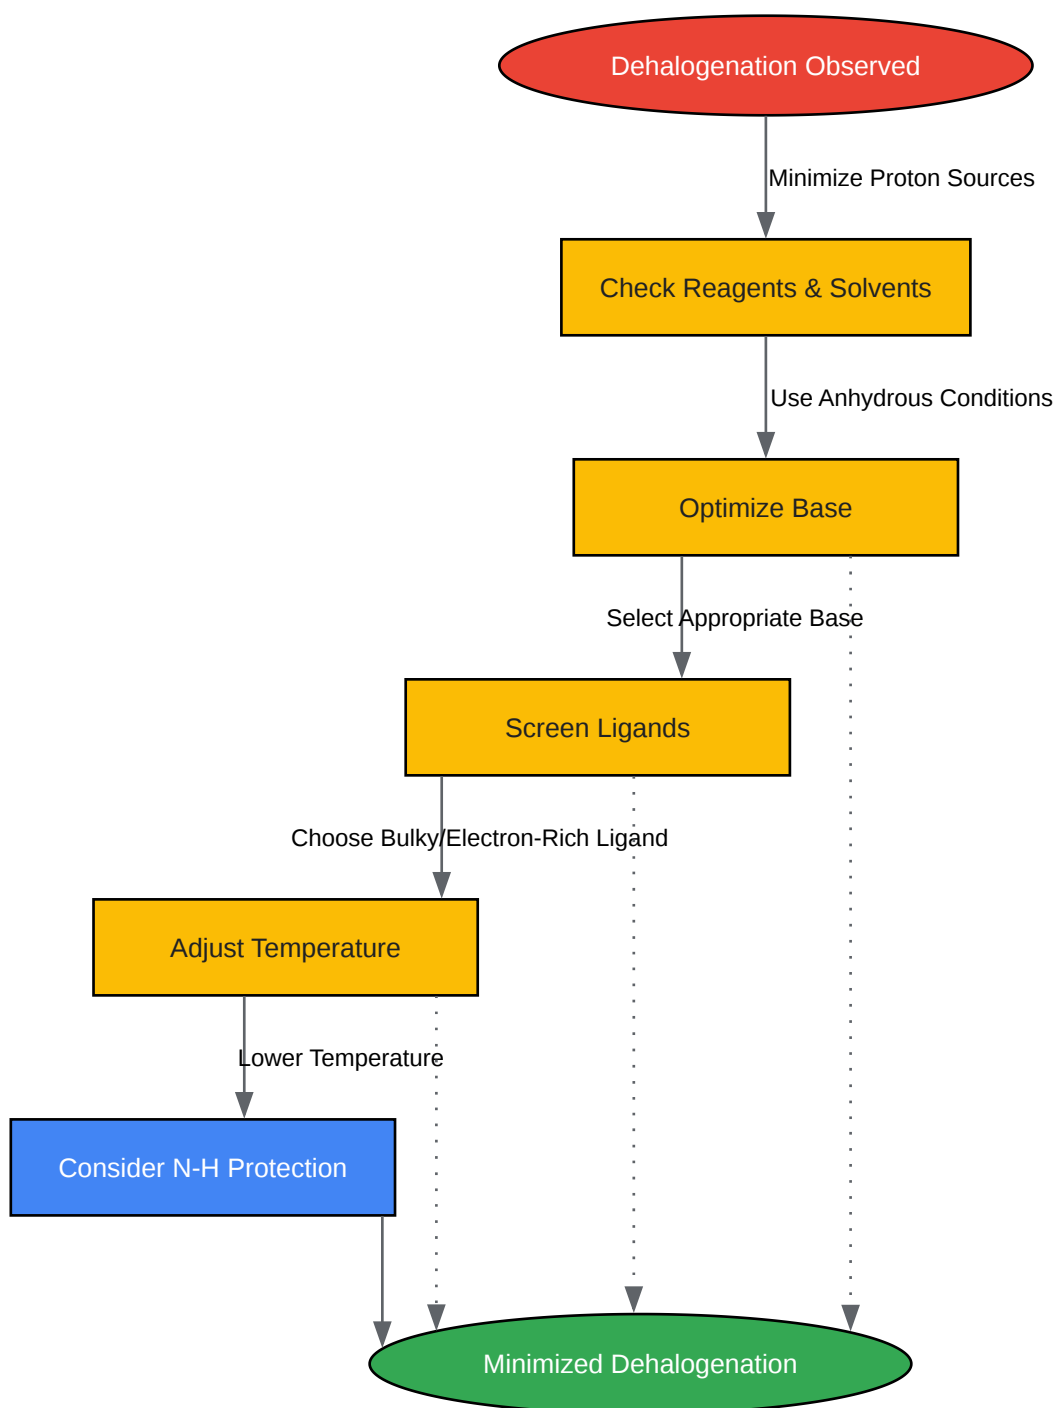 Dehalogenation Observed
Minimize Proton Sources
Check Reagents & Solvents
Use Anhydrous Conditions
Optimize Base
Select Appropriate Base
Screen Ligands
Choose Bulky/Electron-Rich Ligand
Adjust Temperature
Lower Temperature
Consider N-H Protection
Minimized Dehalogenation